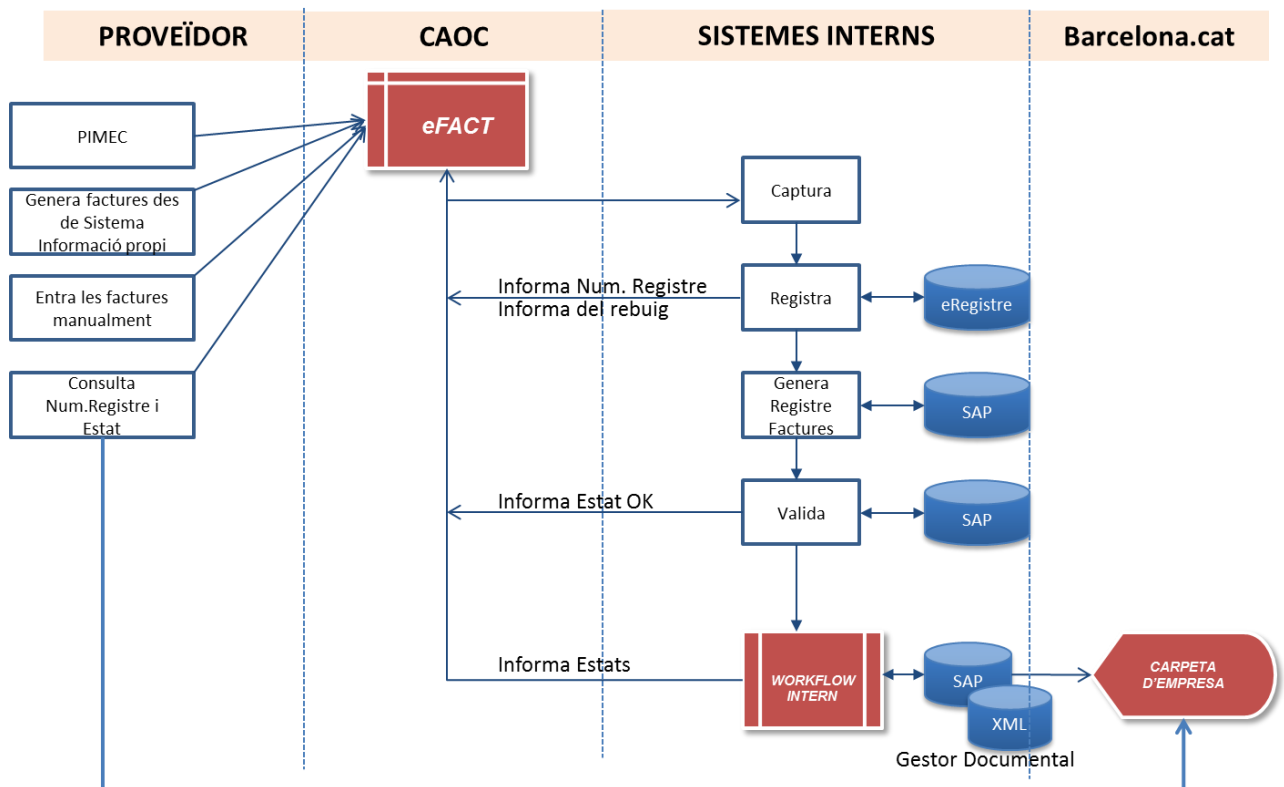 PROVEÏDOR
CAOC
SISTEMES INTERNS
Barcelona.cat
PIMEC
Genera factures des
de Sistema
Informació propi
Entra les factures
manualment
Consulta
Num.Registre i
Estat
eFACT
Captura
Informa Num. Registre
Informa del rebuig
Registra
eRegistre
Genera
Registre
Factures
SAP
Informa Estat OK
Valida
SAP
Informa Estats
WORKFLOW
INTERN
SAP
XML
Gestor Documental
CARPETA
D'EMPRESA